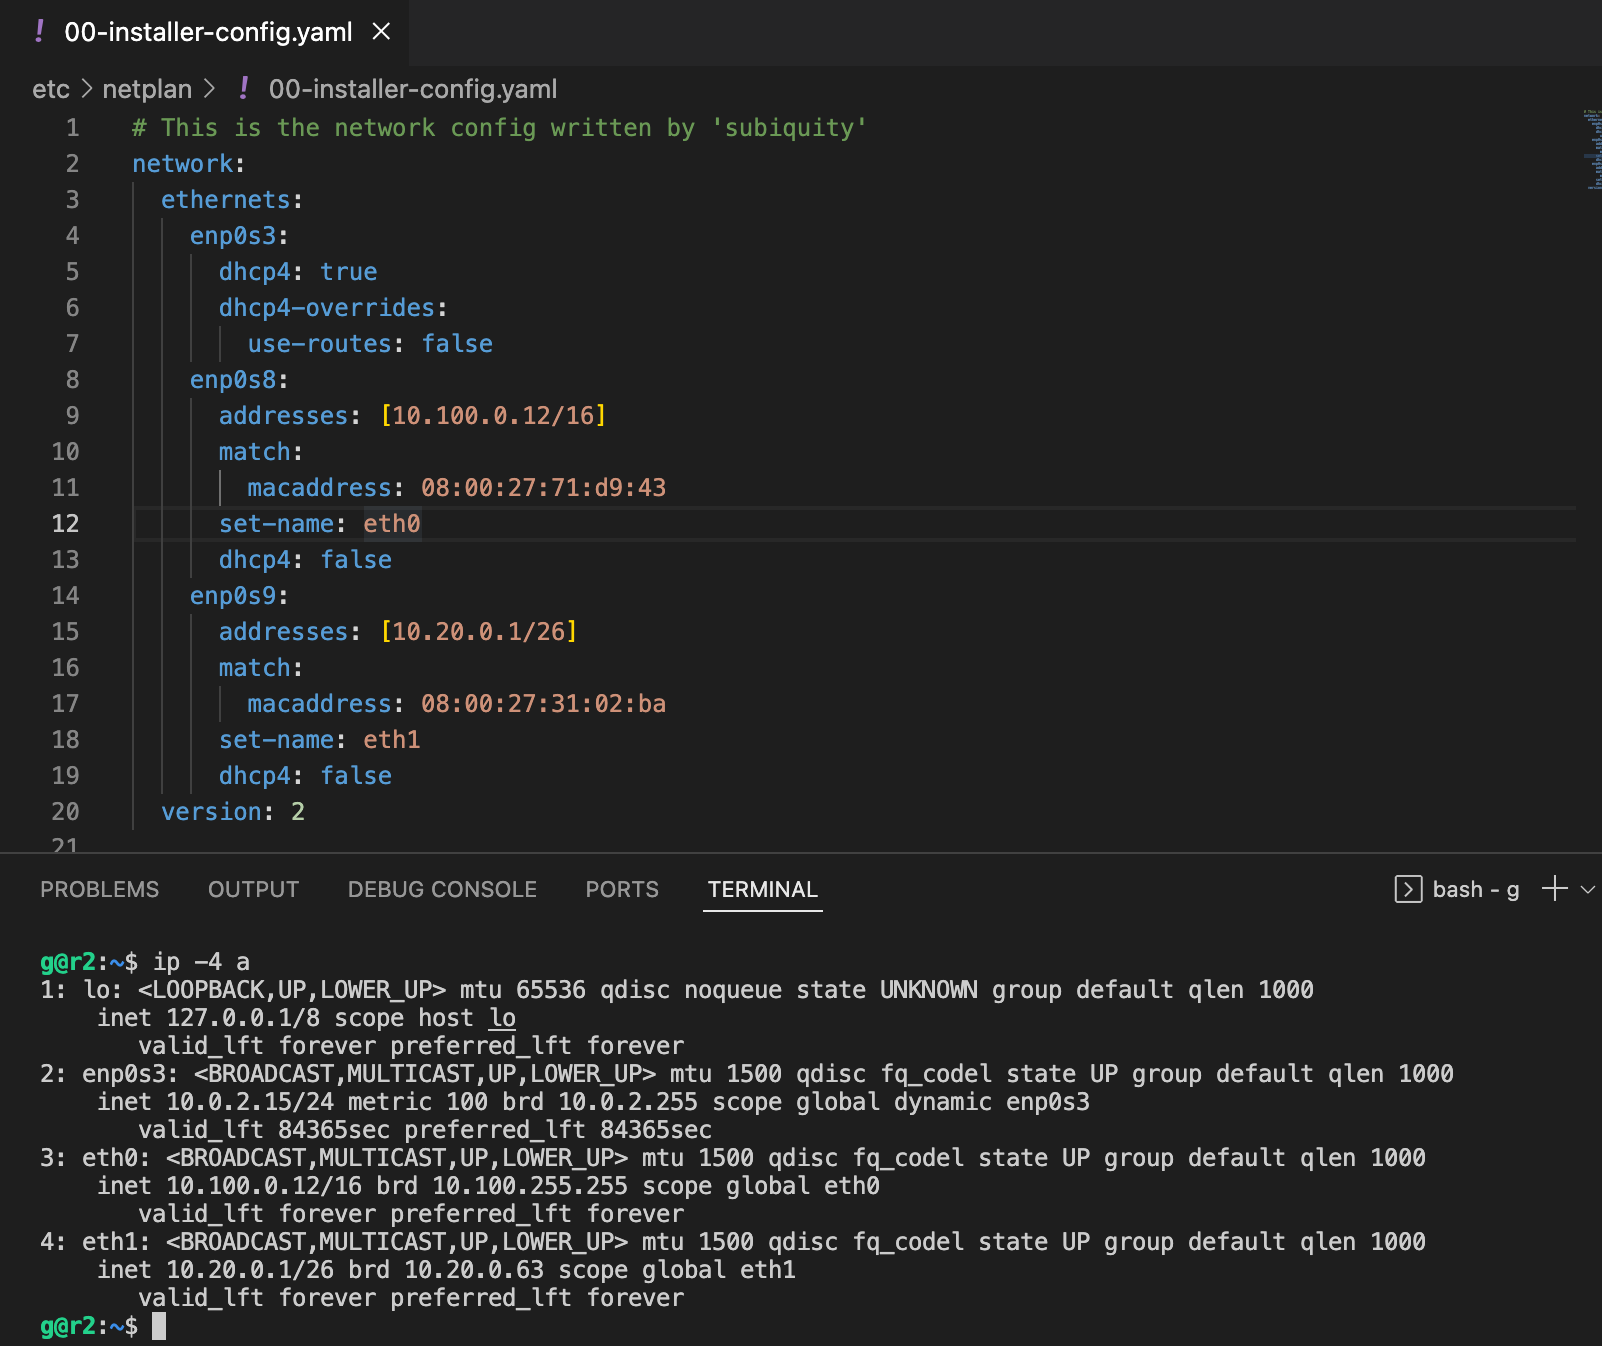 ! 00-installer-config.yaml ×
etc > netplan > ! 00-installer-config.yaml
1 # This is the network config written by 'subiquity'
2 network:
3 ethernets:
4 enp0s3:
5 dhcp4: true
6 dhcp4-overrides:
7 use-routes: false
8 enp0s8:
9 addresses: [10.100.0.12/16]
10 match:
11 macaddress: 08:00:27:71:d9:43
12 set-name: eth0
13 dhcp4: false
14 enp0s9:
15 addresses: [10.20.0.1/26]
16 match:
17 macaddress: 08:00:27:31:02:ba
18 set-name: eth1
19 dhcp4: false
20 version: 2
21
PROBLEMS OUTPUT DEBUG CONSOLE PORTS TERMINAL bash - g
g@r2:~$ ip -4 a
1: lo: <LOOPBACK,UP,LOWER_UP> mtu 65536 qdisc noqueue state UNKNOWN group default qlen 1000
inet 127.0.0.1/8 scope host lo
valid_lft forever preferred_lft forever
2: enp0s3: <BROADCAST,MULTICAST,UP,LOWER_UP> mtu 1500 qdisc fq_codel state UP group default qlen 1000
inet 10.0.2.15/24 metric 100 brd 10.0.2.255 scope global dynamic enp0s3
valid_lft 84365sec preferred_lft 84365sec
3: eth0: <BROADCAST,MULTICAST,UP,LOWER_UP> mtu 1500 qdisc fq_codel state UP group default qlen 1000
inet 10.100.0.12/16 brd 10.100.255.255 scope global eth0
valid_lft forever preferred_lft forever
4: eth1: <BROADCAST,MULTICAST,UP,LOWER_UP> mtu 1500 qdisc fq_codel state UP group default qlen 1000
inet 10.20.0.1/26 brd 10.20.0.63 scope global eth1
valid_lft forever preferred_lft forever
g@r2:~$